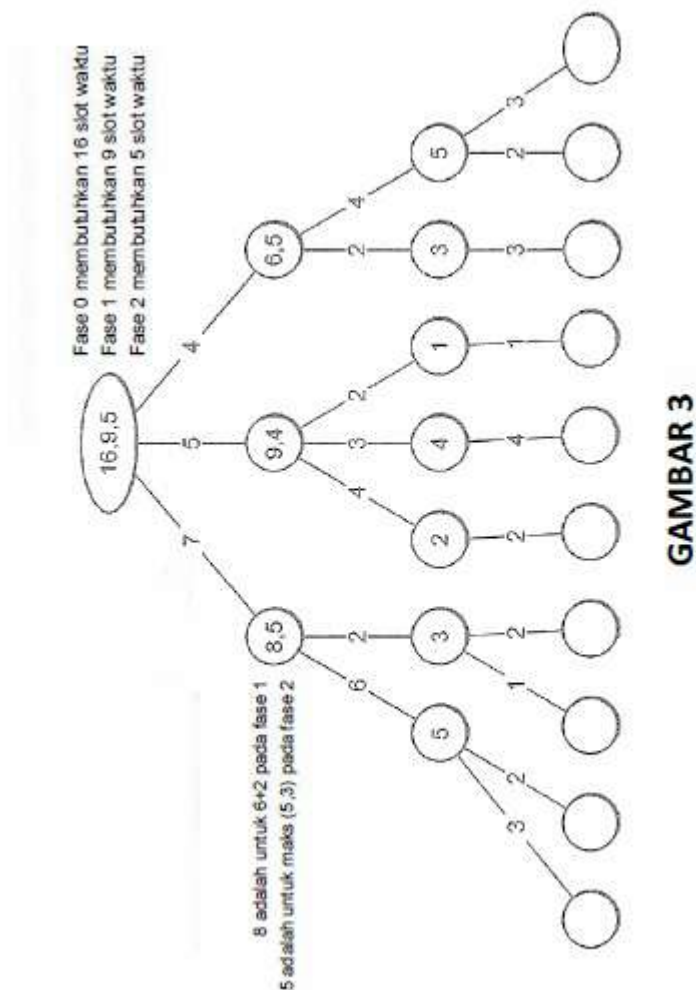 Fase 0 membutuhkan 16 slot waktu
Fase 1 membutuhkan 9 slot waktu
Fase 2 membutuhkan 5 slot waktu
16,9,5
7 5 4
8 adalah untuk 6+2 pada fase 1
5 adalah untuk maks (5,3) pada fase 2
8,5 9,4 6,5
6 2 4 3 2 2 4
5 3 2 4 1 3 5
3 2 1 2 2 4 1 3 2 3
GAMBAR 3